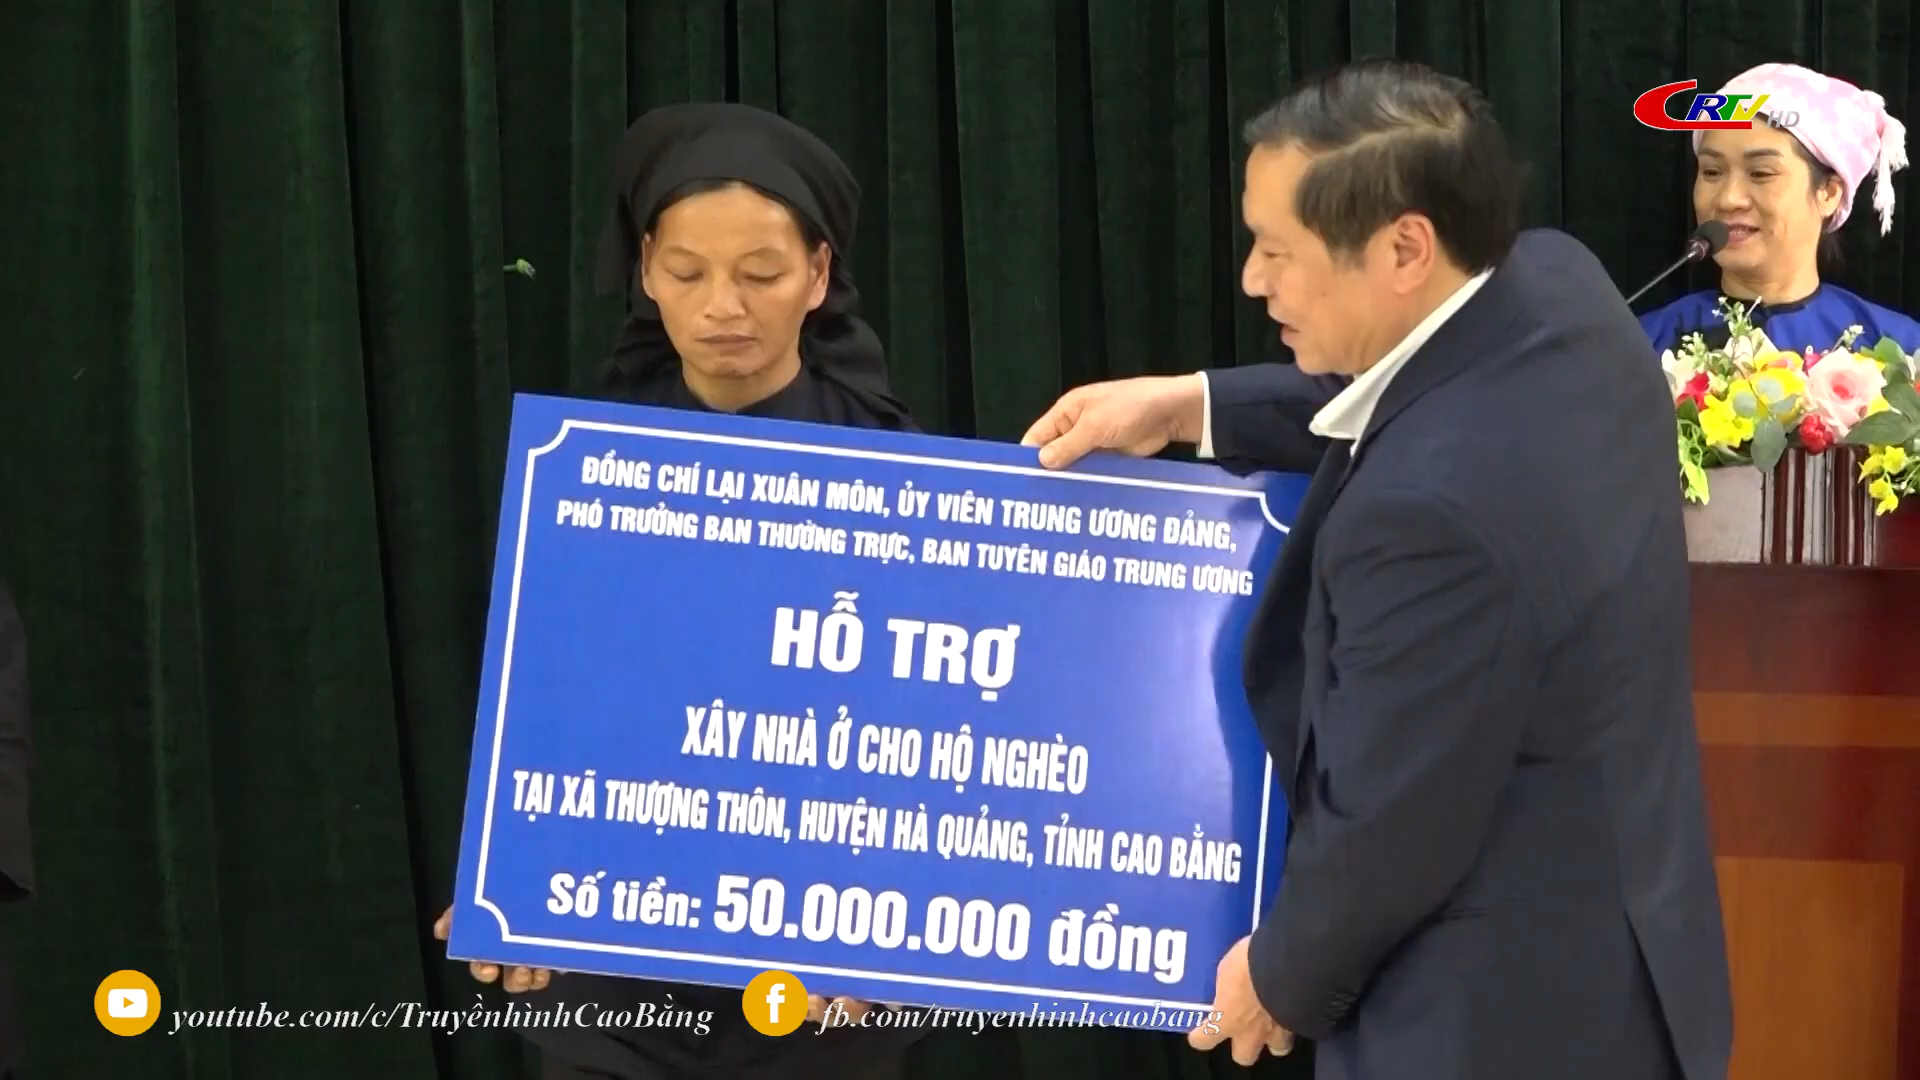 CRTV HD
ĐỒNG CHÍ LẠI XUÂN MÔN, ỦY VIÊN TRUNG ƯƠNG ĐẢNG,
PHÓ TRƯỞNG BAN THƯỜNG TRỰC, BAN TUYÊN GIÁO TRUNG ƯƠNG
HỖ TRỢ
XÂY NHÀ Ở CHO HỘ NGHÈO
TẠI XÃ THƯỢNG THÔN, HUYỆN HÀ QUẢNG, TỈNH CAO BẰNG
Số tiền: 50.000.000 đồng
youtube.com/c/TruyềnhìnhCaoBằng
fb.com/truyenhinhcaobang